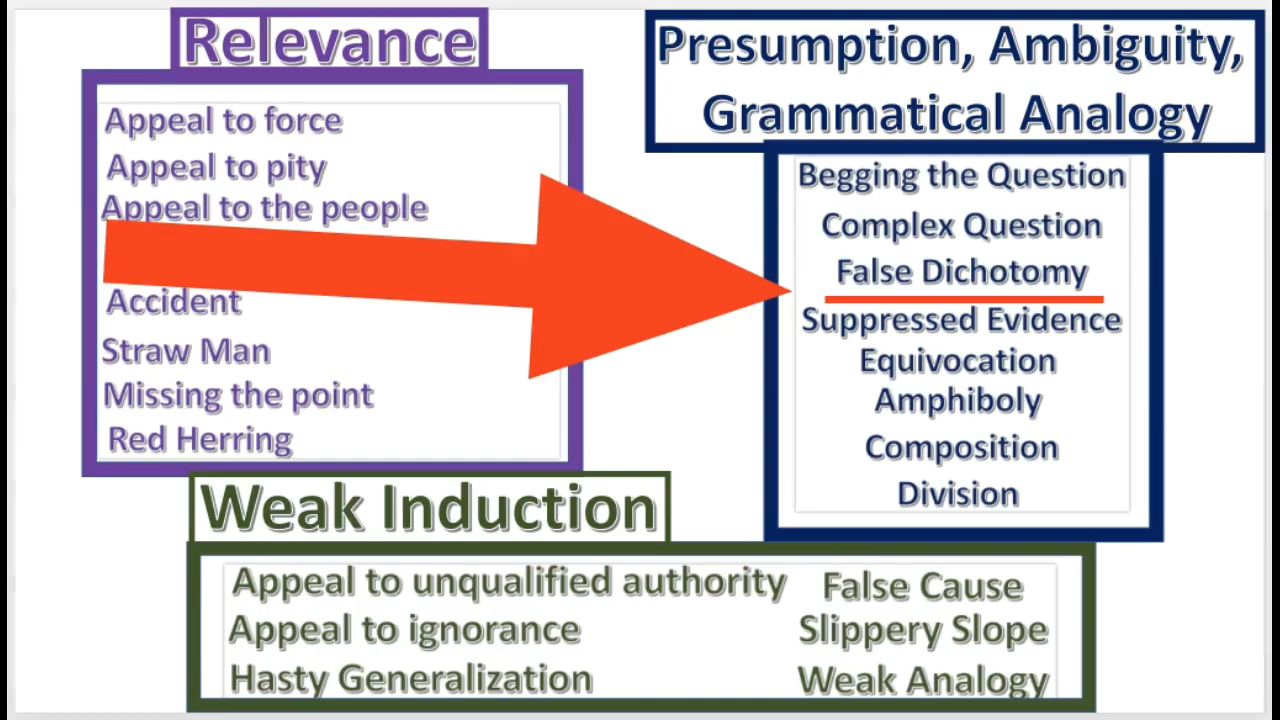 Relevance
Appeal to force
Appeal to pity
Appeal to the people
Accident
Straw Man
Missing the point
Red Herring
Presumption, Ambiguity,
Grammatical Analogy
Begging the Question
Complex Question
False Dichotomy
Suppressed Evidence
Equivocation
Amphiboly
Composition
Division
Weak Induction
Appeal to unqualified authority
Appeal to ignorance
Hasty Generalization
False Cause
Slippery Slope
Weak Analogy